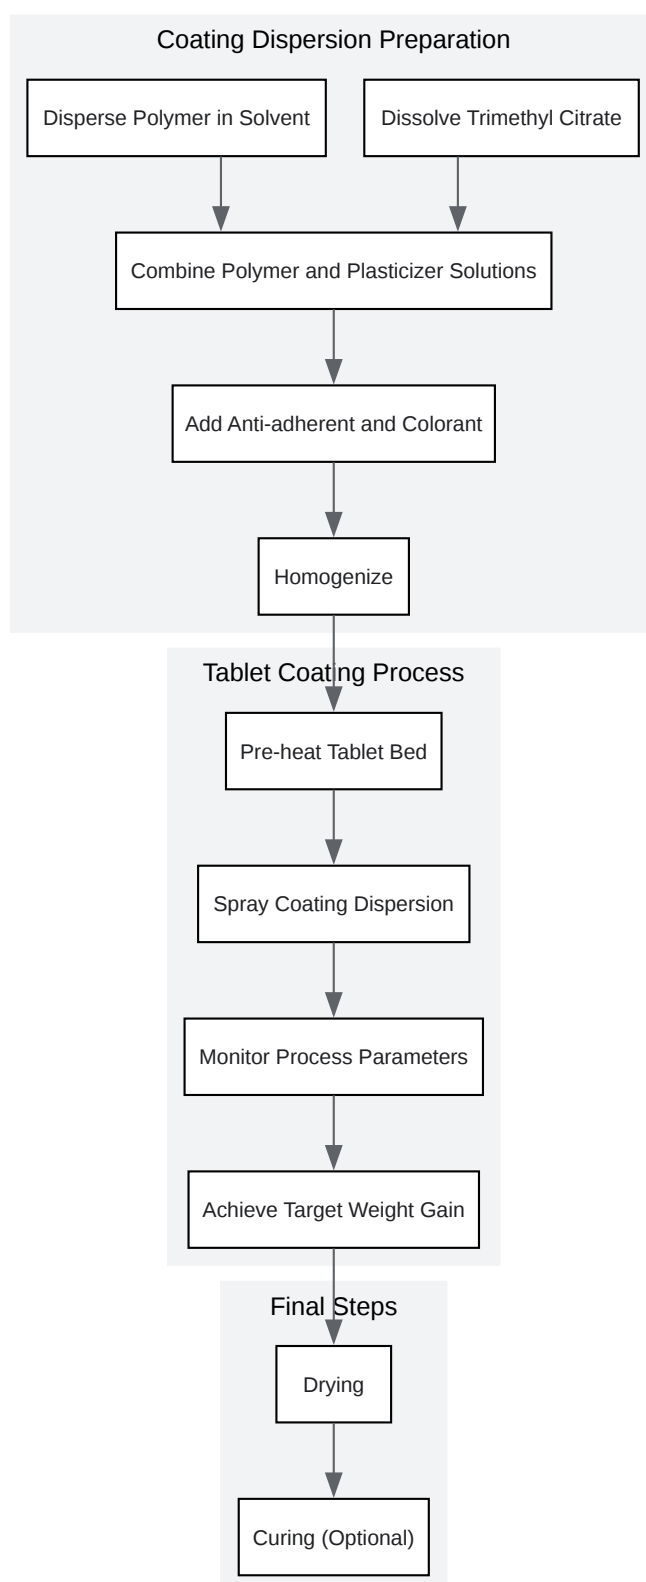 Coating Dispersion Preparation
Disperse Polymer in Solvent
Dissolve Trimethyl Citrate
Combine Polymer and Plasticizer Solutions
Add Anti-adherent and Colorant
Homogenize
Tablet Coating Process
Pre-heat Tablet Bed
Spray Coating Dispersion
Monitor Process Parameters
Achieve Target Weight Gain
Final Steps
Drying
Curing (Optional)